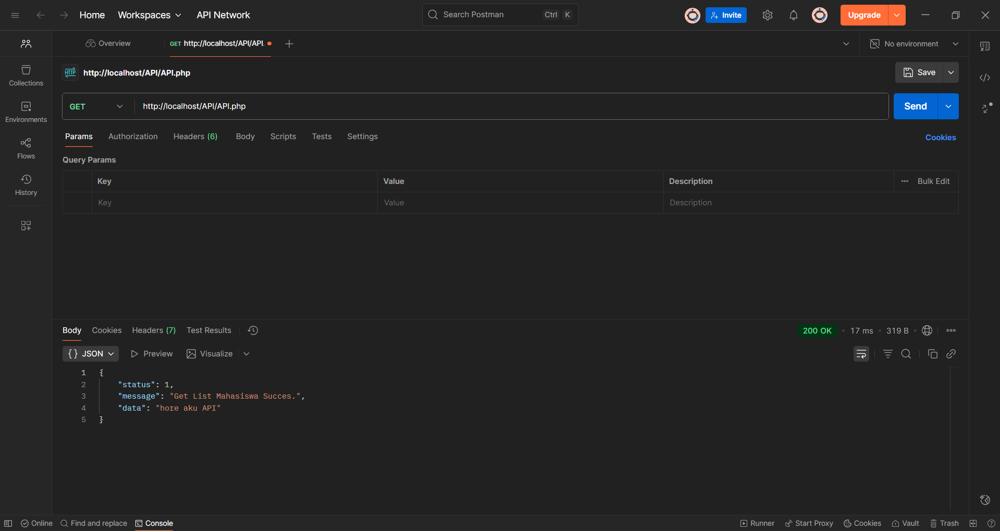 Home Workspaces API Network Search Postman Ctrl K Invite Upgrade
Overview GET http://localhost/API/API. No environment
HTTP http://localhost/API/API.php Save
Collections
GET http://localhost/API/API.php Send
Environments
Params Authorization Headers (6) Body Scripts Tests Settings Cookies
Flows
Query Params
Key Value Description Bulk Edit
History
Key Value Description
Body Cookies Headers (7) Test Results 200 OK • 17 ms • 319 B •
{} JSON Preview Visualize
1 {
2 "status": 1,
3 "message": "Get List Mahasiswa Succes.",
4 "data": "hore aku API"
5 }
Online Find and replace Console Runner Start Proxy Cookies Vault Trash